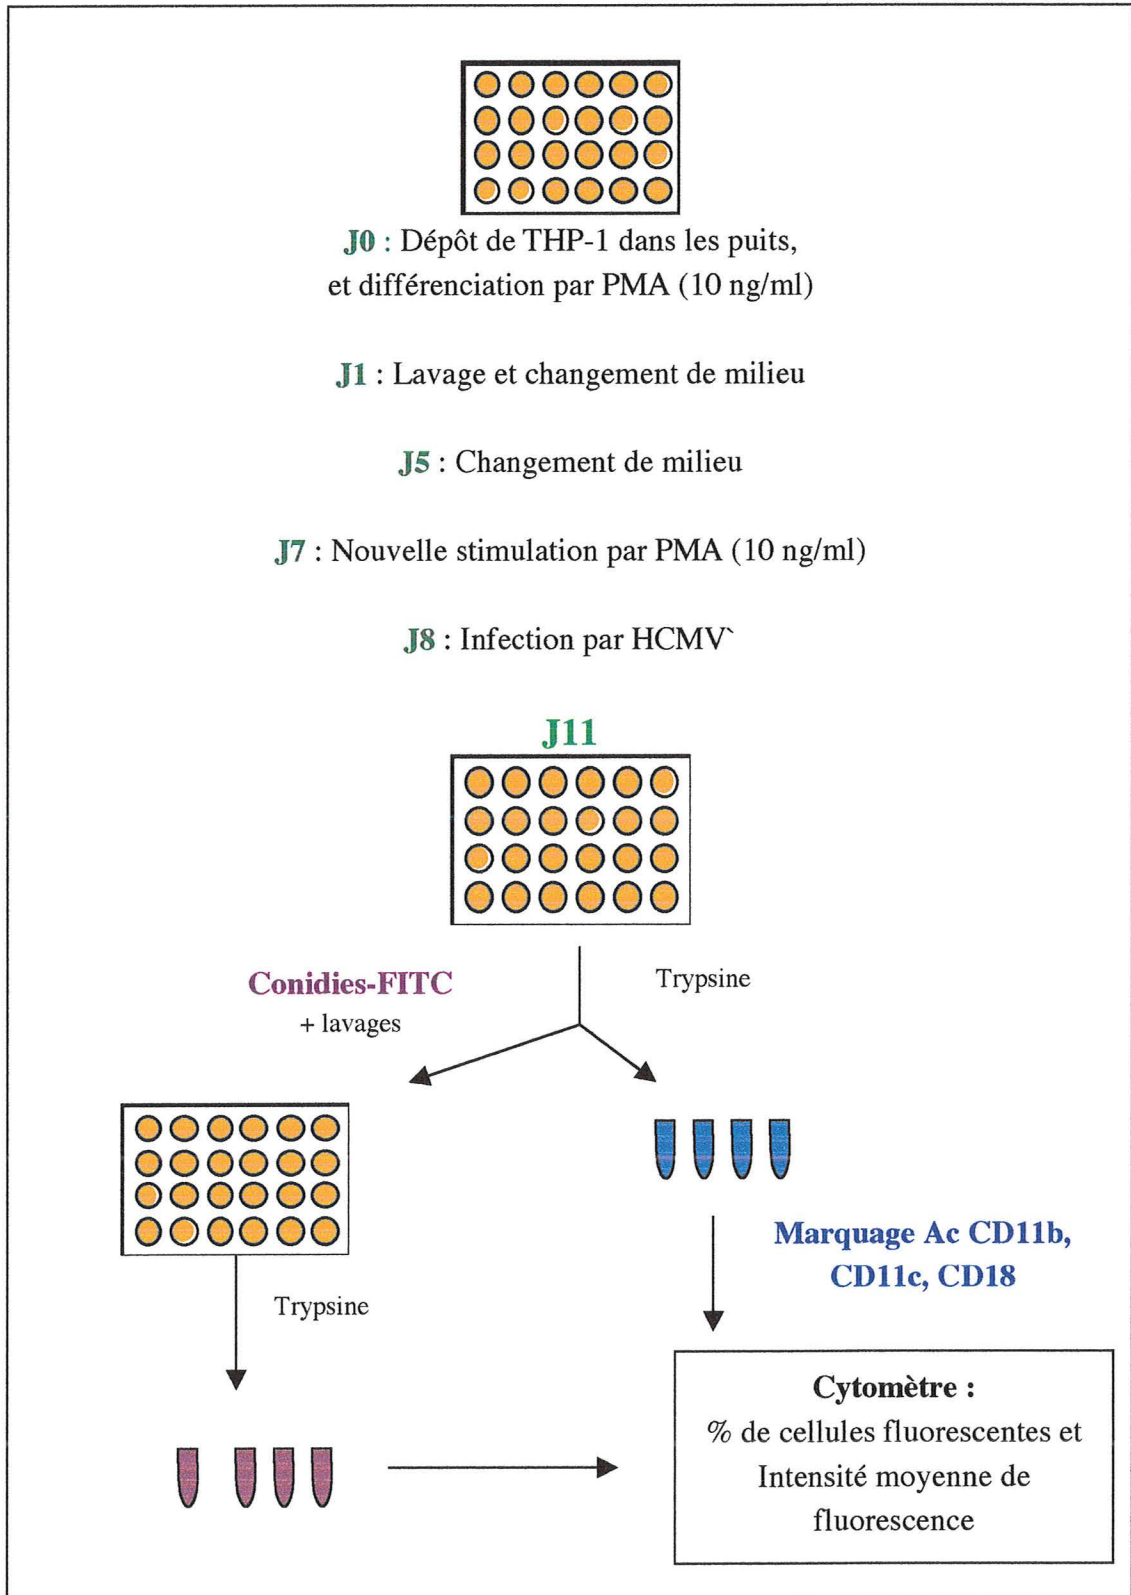 J0 : Dépôt de THP-1 dans les puits,
et différenciation par PMA (10 ng/ml)
J1 : Lavage et changement de milieu
J5 : Changement de milieu
J7 : Nouvelle stimulation par PMA (10 ng/ml)
J8 : Infection par HCMV`
J11
Conidies-FITC
+ lavages
Trypsine
Marquage Ac CD11b,
CD11c, CD18
Trypsine
Cytomètre :
% de cellules fluorescentes et
Intensité moyenne de
fluorescence